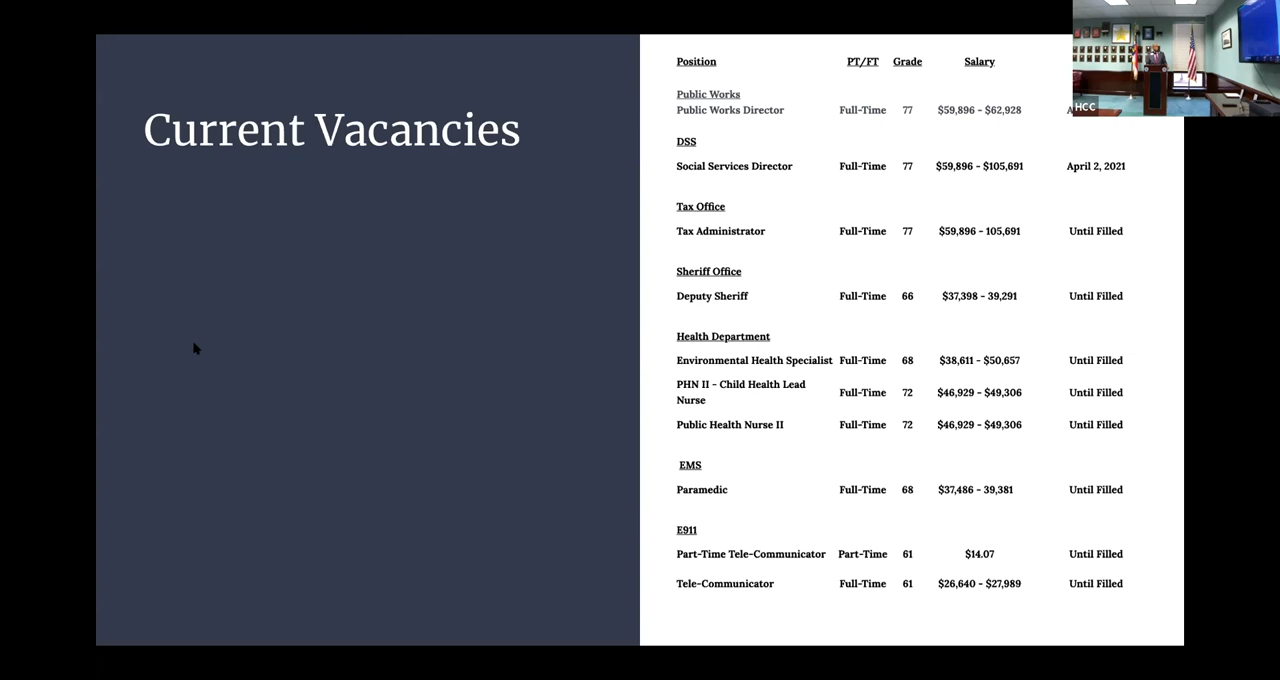 Current Vacancies
Position PT/FT Grade Salary
Public Works
Public Works Director Full-Time 77 $59,896 - $62,928
DSS
Social Services Director Full-Time 77 $59,896 - $105,691 April 2, 2021
Tax Office
Tax Administrator Full-Time 77 $59,896 - 105,691 Until Filled
Sheriff Office
Deputy Sheriff Full-Time 66 $37,398 - 39,291 Until Filled
Health Department
Environmental Health Specialist Full-Time 68 $38,611 - $50,657 Until Filled
PHN II - Child Health Lead
Nurse Full-Time 72 $46,929 - $49,306 Until Filled
Public Health Nurse II Full-Time 72 $46,929 - $49,306 Until Filled
EMS
Paramedic Full-Time 68 $37,486 - 39,381 Until Filled
E911
Part-Time Tele-Communicator Part-Time 61 $14.07 Until Filled
Tele-Communicator Full-Time 61 $26,640 - $27,989 Until Filled
HCC